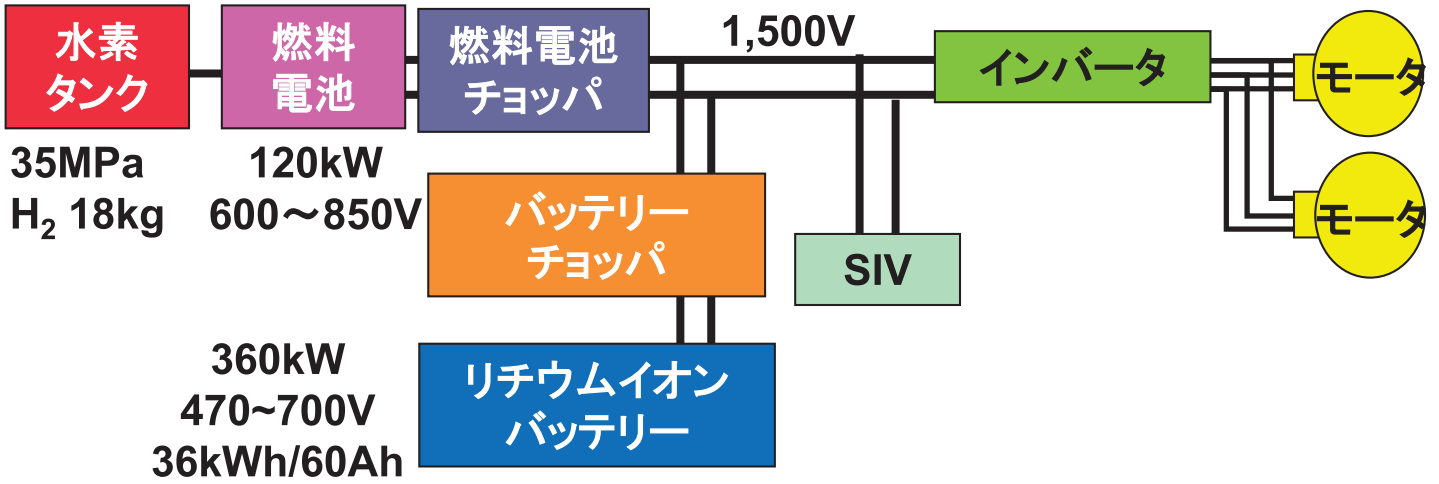 水素
タンク
35MPa
H₂ 18kg
燃料
電池
120kW
600～850V
燃料電池
チョッパ
1,500V
バッテリー
チョッパ
リチウムイオン
バッテリー
360kW
470~700V
36kWh/60Ah
SIV
インバータ
モータ
モータ